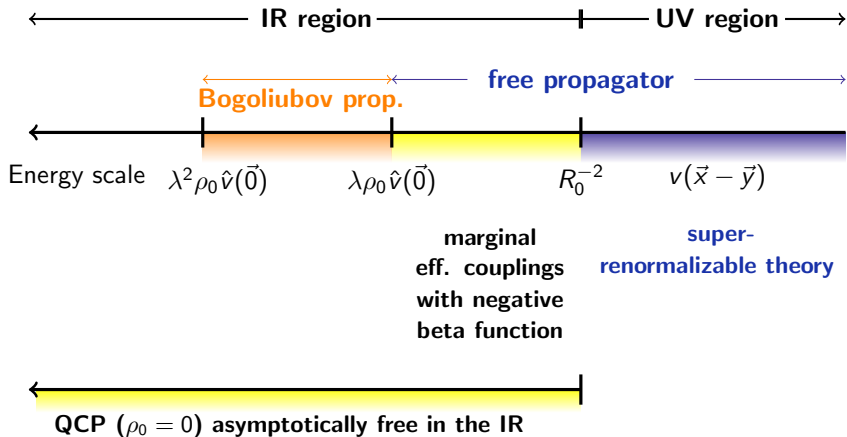 IR region UV region
free propagator
Bogoliubov prop.
Energy scale λ²ρ₀v̂(0⃗) λρ₀v̂(0⃗) R₀⁻² v(x⃗ − y⃗)
marginal super-
eff. couplings renormalizable theory
with negative
beta function
QCP (ρ₀ = 0) asymptotically free in the IR